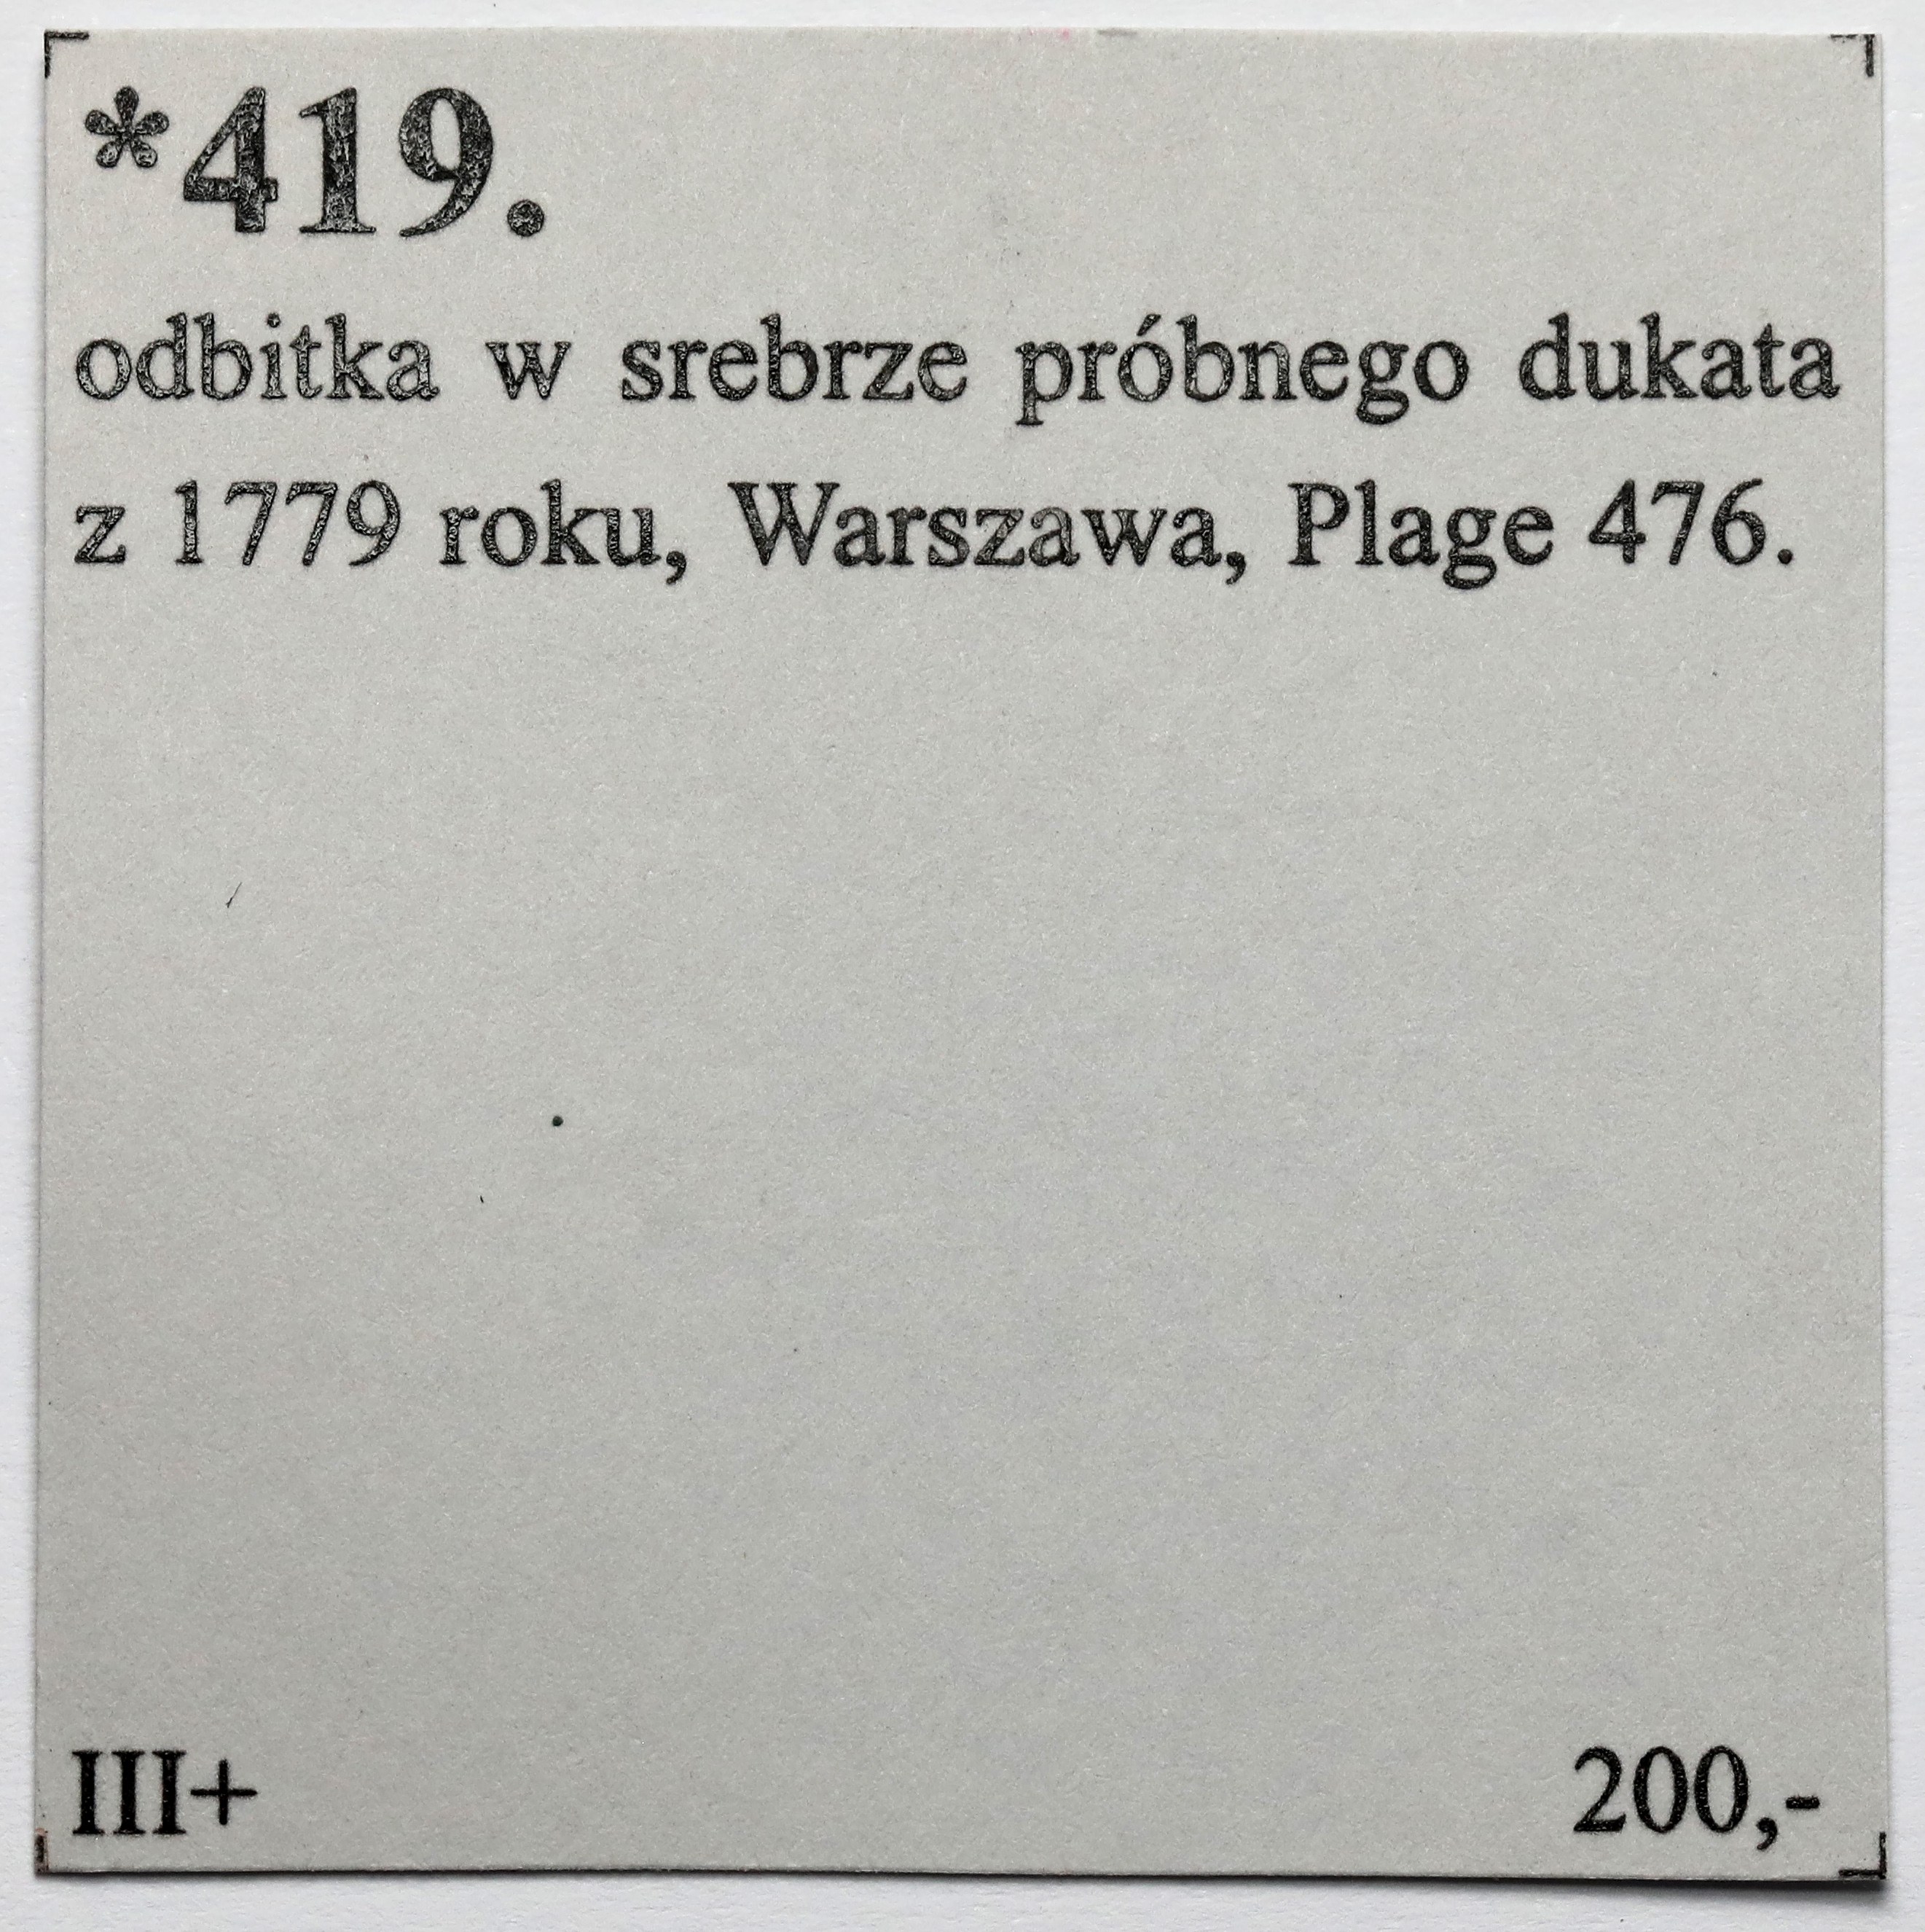 *419.
odbitka w srebrze próbnego dukata
z 1779 roku, Warszawa, Plage 476.
III+ 200,-